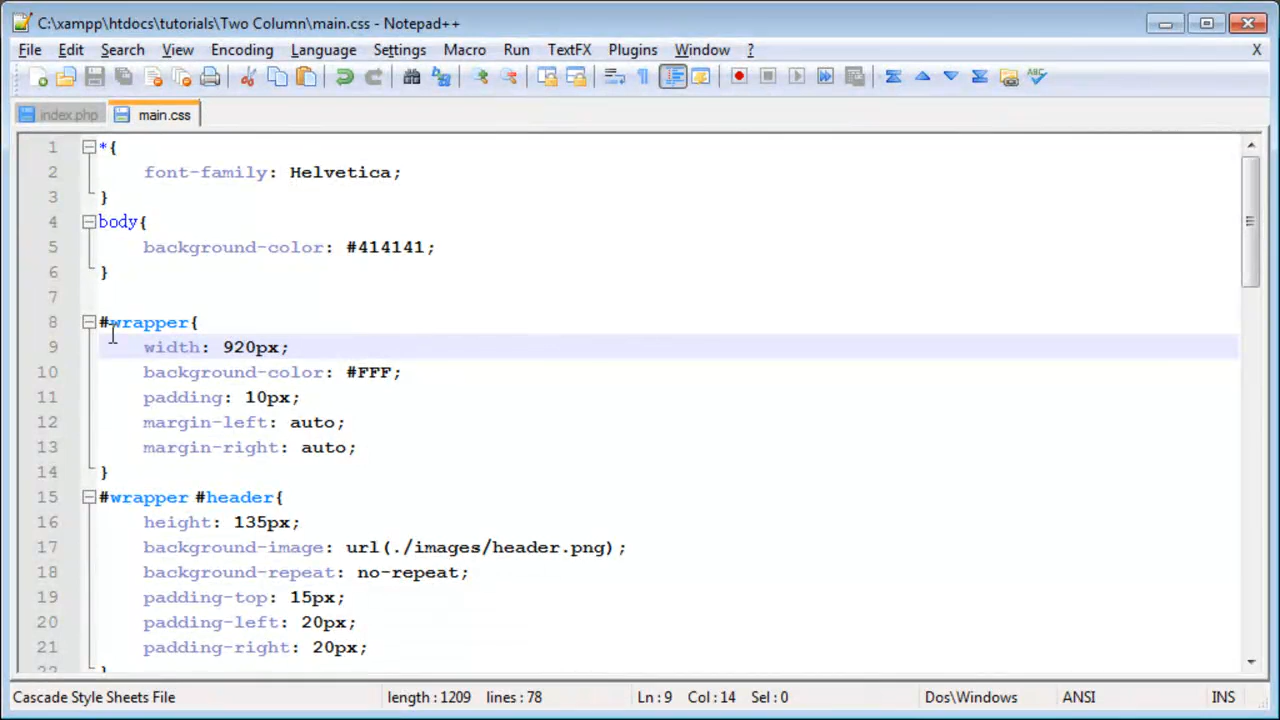 C:\xampp\htdocs\tutorials\Two Column\main.css - Notepad++
File Edit Search View Encoding Language Settings Macro Run TextFX Plugins Window ? X
index.php main.css
1 *{
2 font-family: Helvetica;
3 }
4 body{
5 background-color: #414141;
6 }
7
8 #wrapper{
9 width: 920px;
10 background-color: #FFF;
11 padding: 10px;
12 margin-left: auto;
13 margin-right: auto;
14 }
15 #wrapper #header{
16 height: 135px;
17 background-image: url(./images/header.png);
18 background-repeat: no-repeat;
19 padding-top: 15px;
20 padding-left: 20px;
21 padding-right: 20px;
22 }
Cascade Style Sheets File length : 1209 lines : 78 Ln : 9 Col : 14 Sel : 0 Dos\Windows ANSI INS